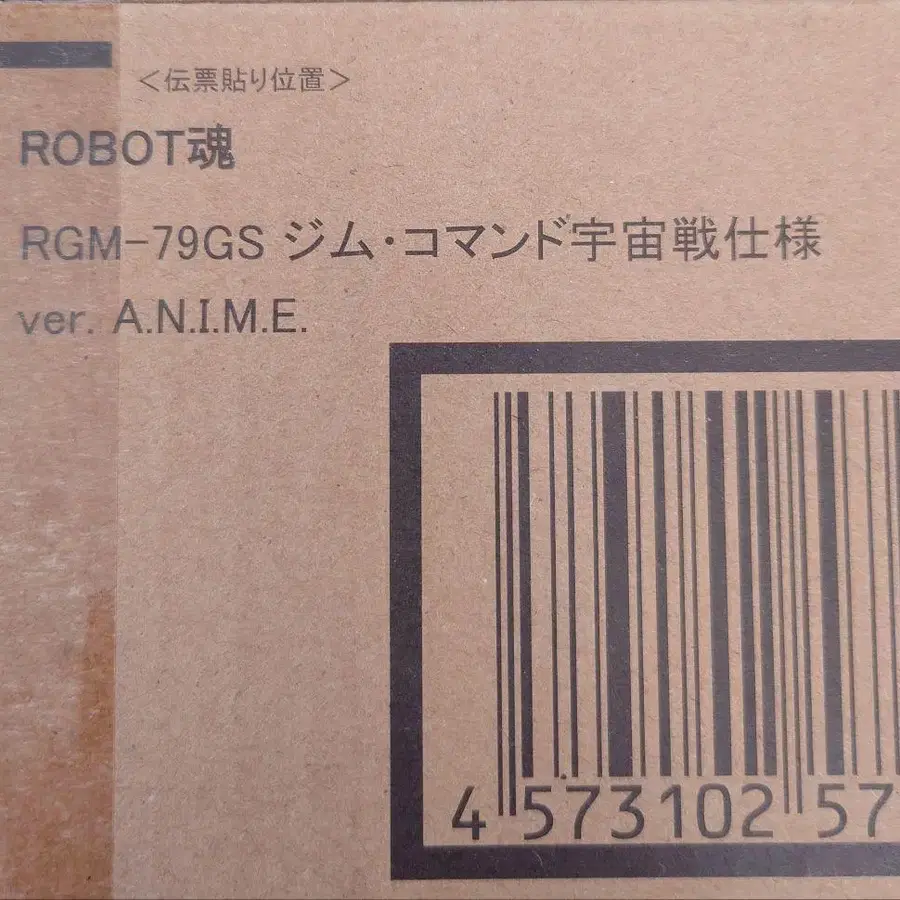 ＜伝票貼り位置＞
ROBOT魂
RGM-79GS ジム・コマンド宇宙戦仕様
ver. A.N.I.M.E.
4 573102 57